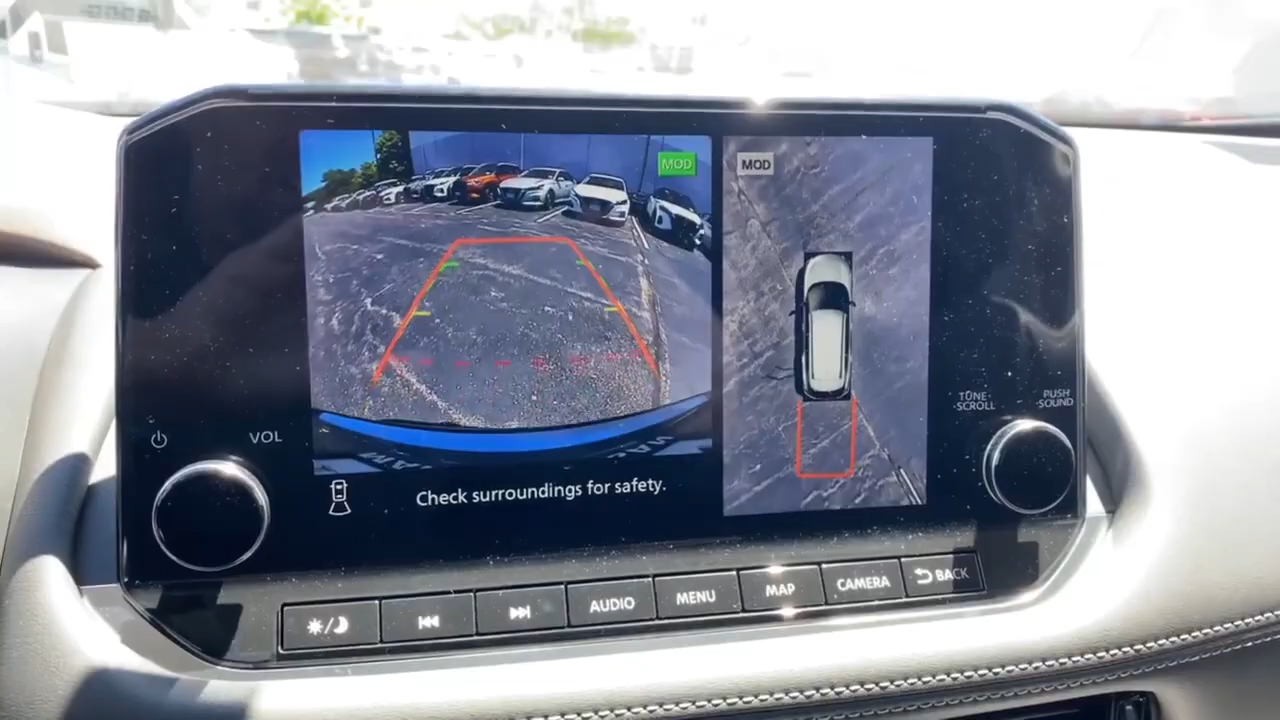 MOD
MOD
VOL
TUNE·
·SCROLL
PUSH
·SOUND
Check surroundings for safety.
AUDIO
MENU
MAP
CAMERA
BACK